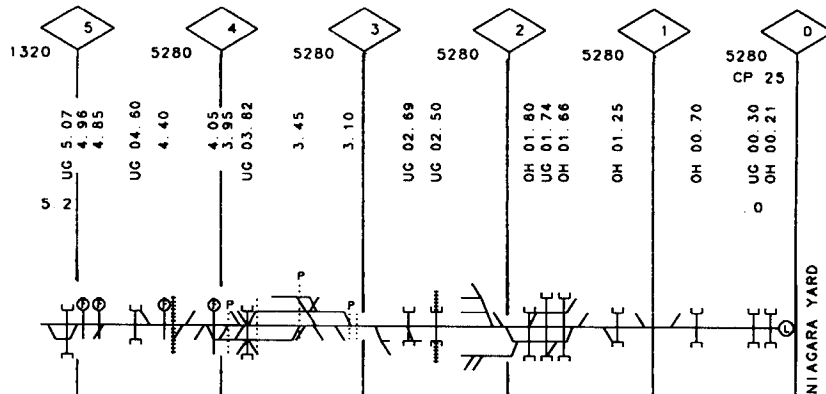 5
4
3
2
1
0
1320
5280
5280
5280
5280
5280
CP 25
UG 5.07
4.96
4.85
UG 04.60
4.40
4.05
3.95
UG 03.82
3.45
3.10
UG 02.69
UG 02.50
OH 01.80
UG 01.74
OH 01.66
OH 01.25
OH 00.70
UG 00.30
OH 00.21
5 2
0
F
F
F
F
P
P
P
L
NIAGARA YARD